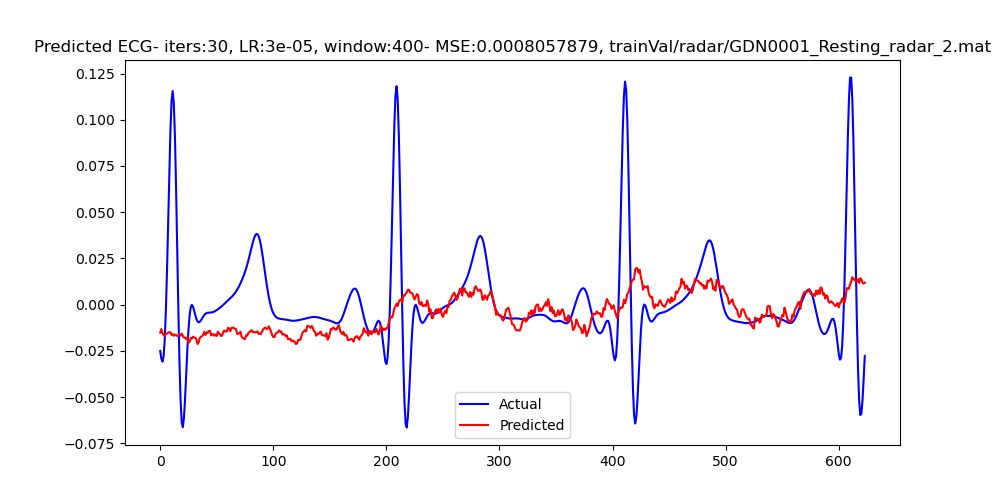 Predicted ECG- iters:30, LR:3e-05, window:400- MSE:0.0008057879, trainVal/radar/GDN0001_Resting_radar_2.mat
0.125
0.100
0.075
0.050
0.025
0.000
−0.025
−0.050
−0.075
Actual
Predicted
0 100 200 300 400 500 600